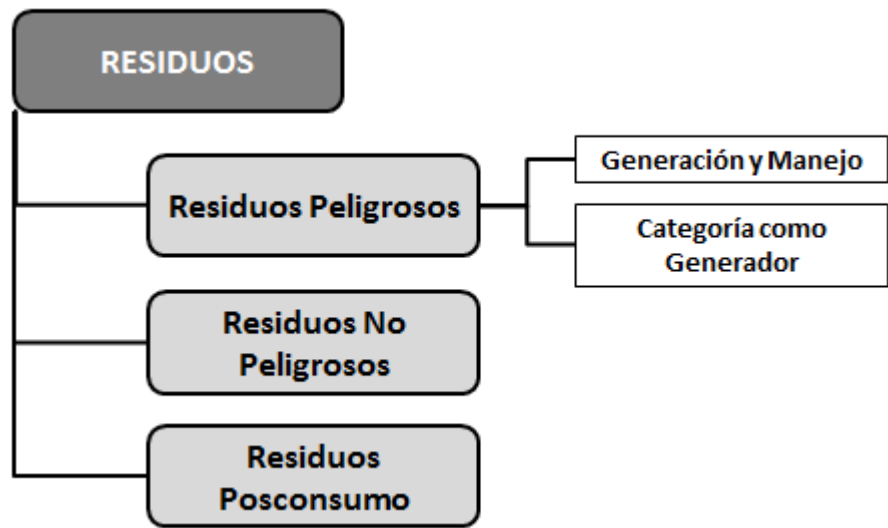 RESIDUOS
Residuos Peligrosos
Generación y Manejo
Categoría como
Generador
Residuos No
Peligrosos
Residuos
Posconsumo